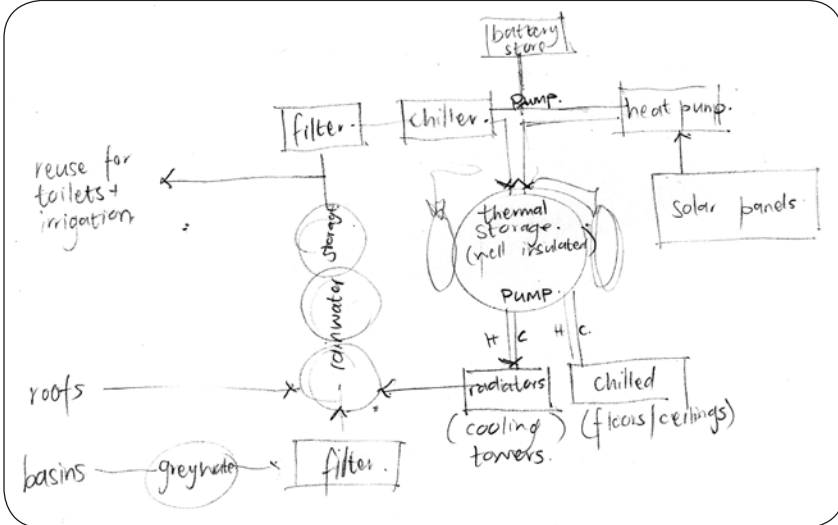 battery
store
PUMP.
heat pump.
chiller.
filter.
reuse for
toilets +
irrigation
solar panels
thermal
storage.
(well insulated)
rainwater storage
PUMP.
H C H C.
roofs
radiators
chilled
(cooling
towers.)
(floors/ceilings)
basins
greywater
filter.